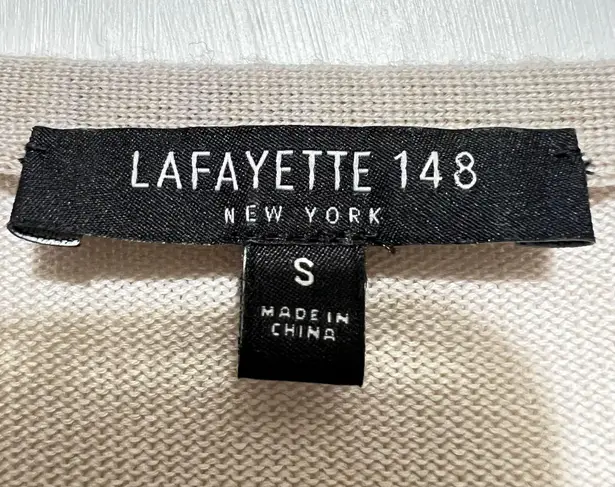 LAFAYETTE 148
NEW YORK
S
MADE IN
CHINA